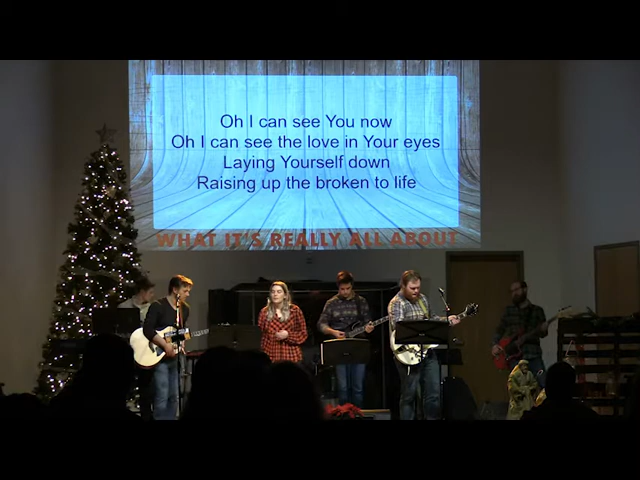 Oh I can see You now
Oh I can see the love in Your eyes
Laying Yourself down
Raising up the broken to life
WHAT IT'S REALLY ALL ABOUT